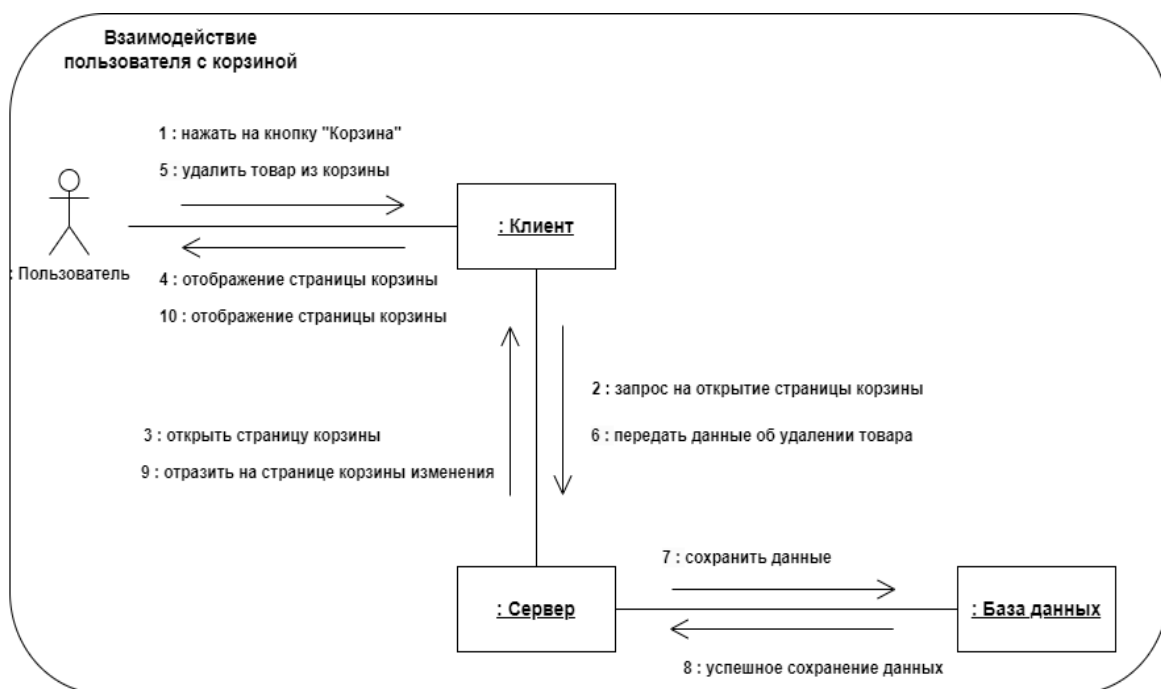 Взаимодействие
пользователя с корзиной
1 : нажать на кнопку "Корзина"
5 : удалить товар из корзины
: Клиент
: Пользователь
4 : отображение страницы корзины
10 : отображение страницы корзины
2 : запрос на открытие страницы корзины
3 : открыть страницу корзины
6 : передать данные об удалении товара
9 : отразить на странице корзины изменения
7 : сохранить данные
: Сервер
: База данных
8 : успешное сохранение данных